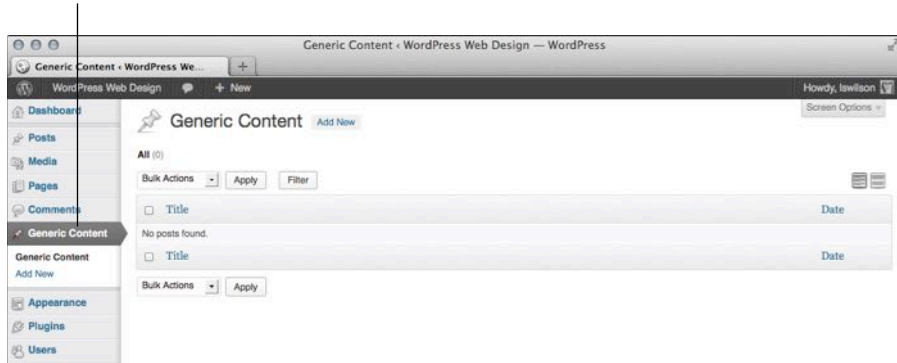 Generic Content ‹ WordPress Web Design — WordPress
Generic Content ‹ WordPress We...
WordPress Web Design + New Howdy, lswilson
Screen Options
Dashboard
Posts
Media
Pages
Comments
Generic Content
Generic Content
Add New
Appearance
Plugins
Users
Generic Content Add New
All (0)
Bulk Actions Apply Filter
Title Date
No posts found.
Title Date
Bulk Actions Apply